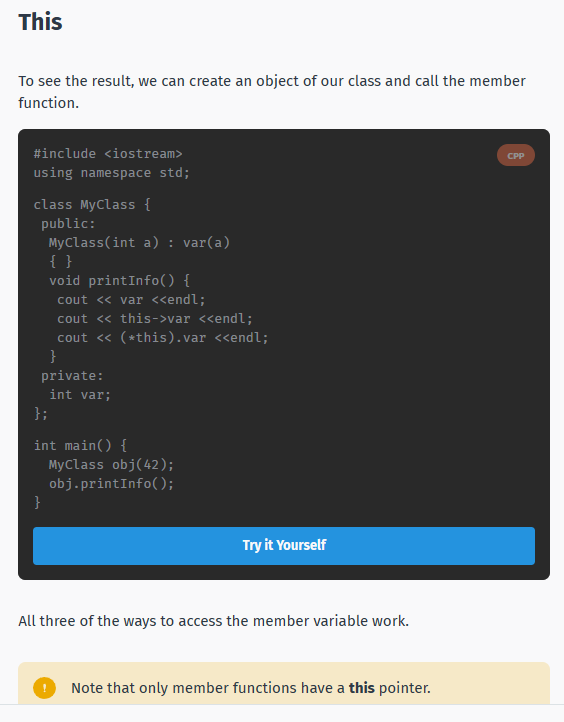 This
To see the result, we can create an object of our class and call the member
function.
CPP
#include <iostream>
using namespace std;
class MyClass {
public:
MyClass(int a) : var(a)
{ }
void printInfo() {
cout << var <<endl;
cout << this->var <<endl;
cout << (*this).var <<endl;
}
private:
int var;
};
int main() {
MyClass obj(42);
obj.printInfo();
}
Try it Yourself
All three of the ways to access the member variable work.
! Note that only member functions have a this pointer.